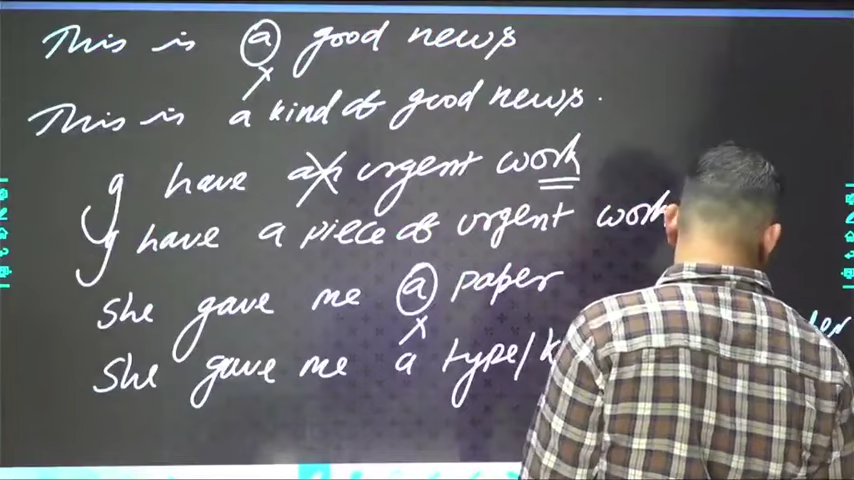 This is a good news
This is a kind of good news.
I have an urgent work
I have a piece of urgent work
She gave me a paper
She gave me a type/k